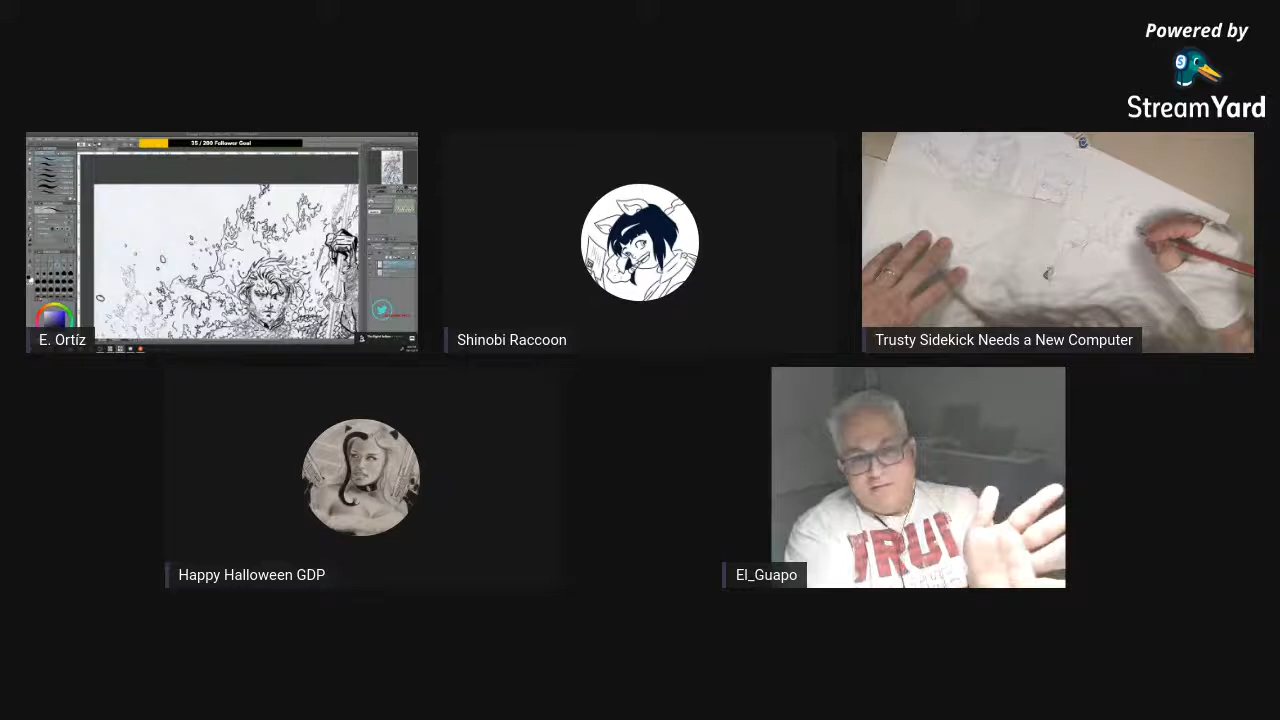 Powered by
StreamYard
35 / 200 Follower Goal
E. Ortíz
Shinobi Raccoon
Trusty Sidekick Needs a New Computer
Happy Halloween GDP
El_Guapo